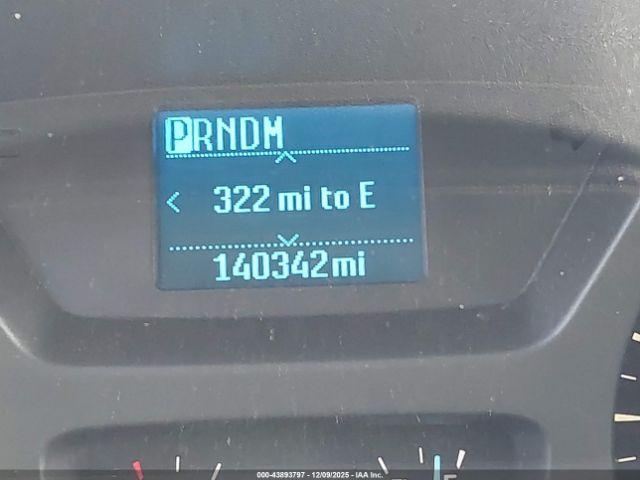 PRNDM
322 mi to E
140342mi
000-43893797 - 12/09/2025 - IAA Inc.